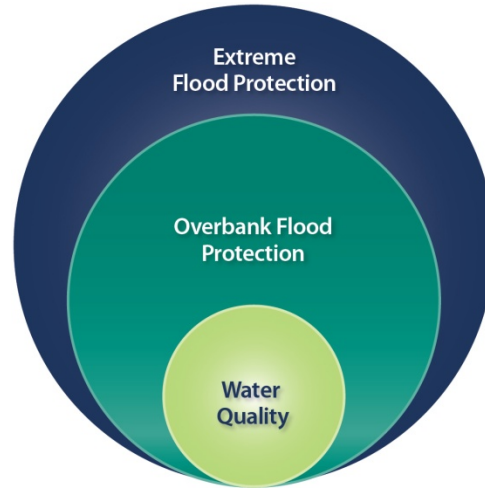 Extreme
Flood Protection
Overbank Flood
Protection
Water
Quality